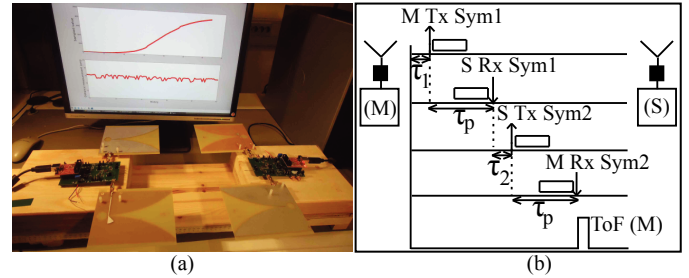 M Tx Sym1
τ1
(M)
S Rx Sym1
(S)
τp
S Tx Sym2
τ2
M Rx Sym2
τp
ToF (M)
(a)
(b)